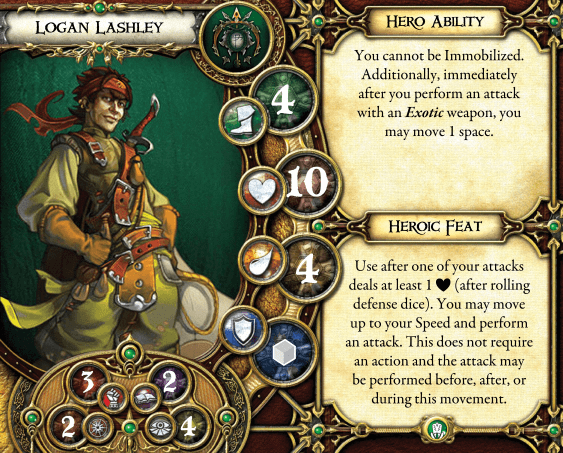 Logan Lashley
4
10
4
3
2
2
4
Hero Ability
You cannot be Immobilized.
Additionally, immediately
after you perform an attack
with an Exotic weapon, you
may move 1 space.
Heroic Feat
Use after one of your attacks
deals at least 1 ♥ (after rolling
defense dice). You may move
up to your Speed and perform
an attack. This does not require
an action and the attack may
be performed before, after, or
during this movement.